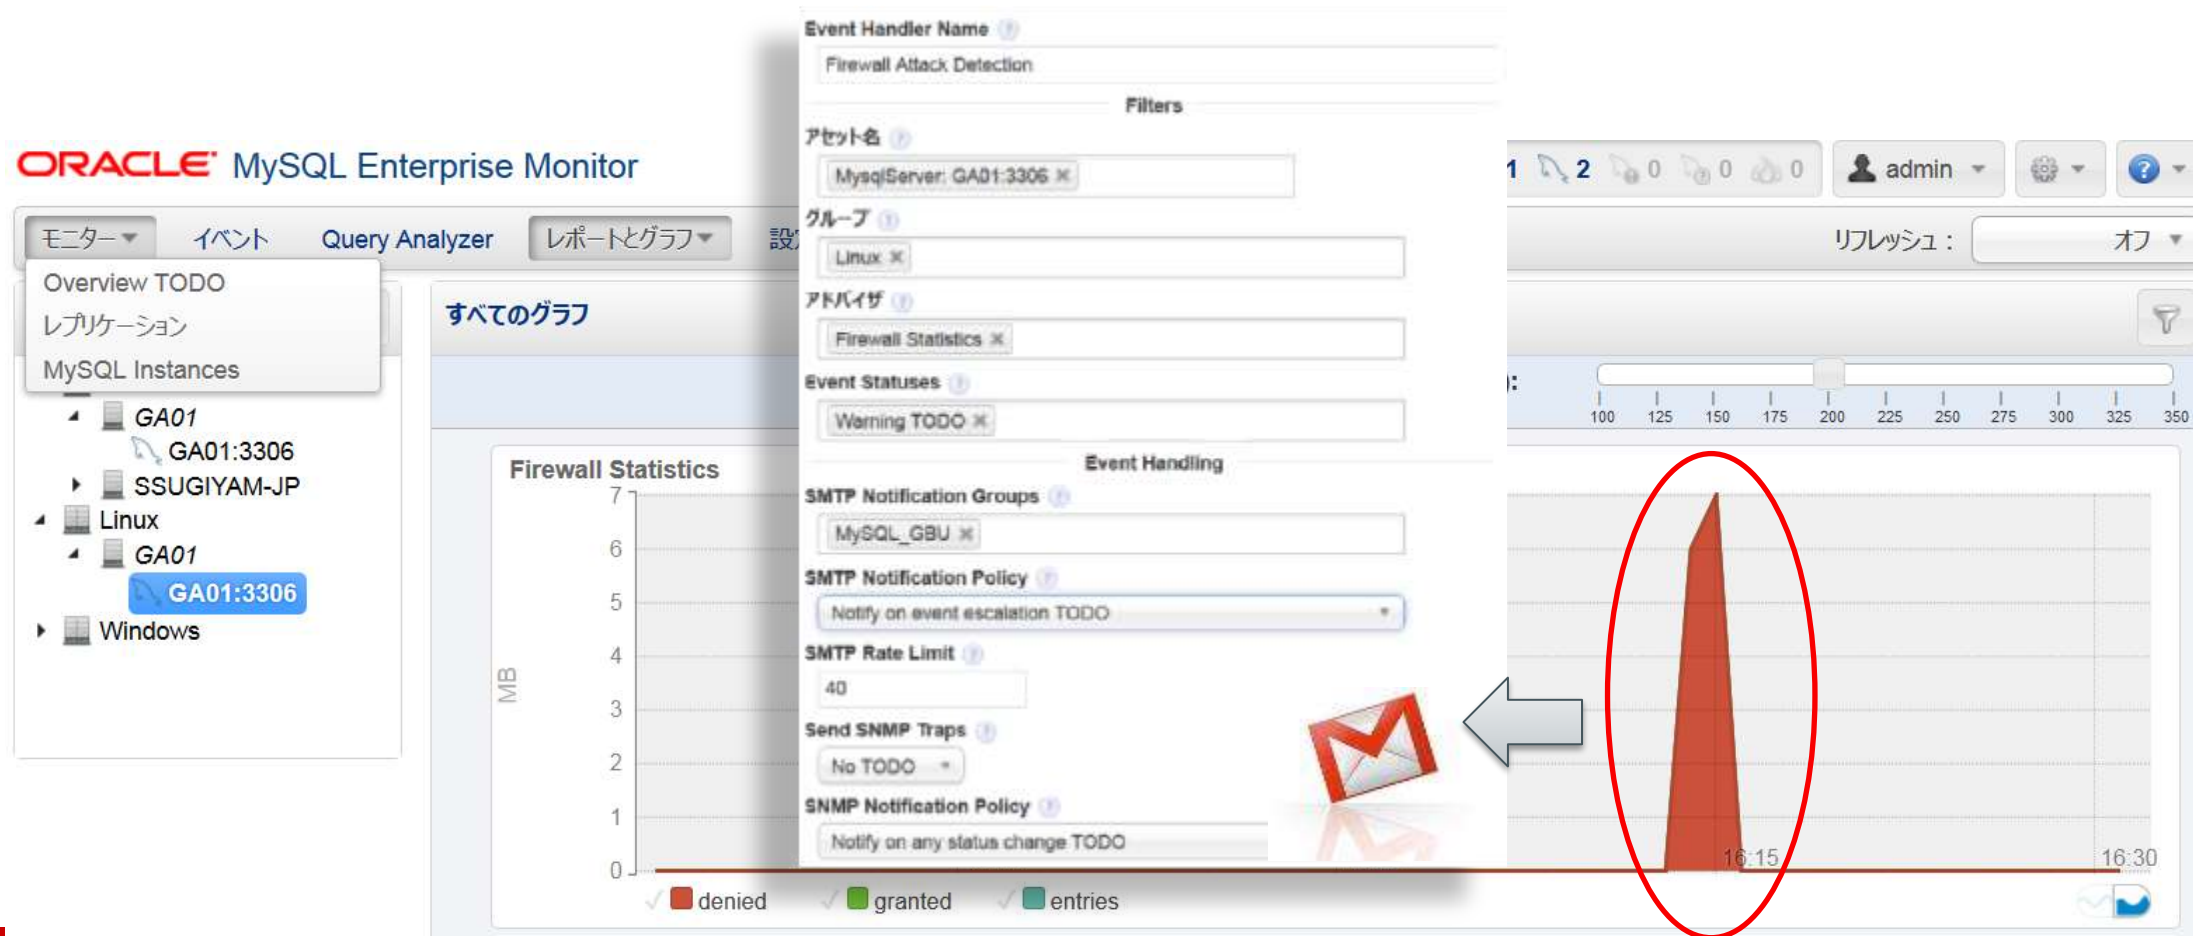 Event Handler Name
Firewall Attack Detection
Filters
アセット名
MysqlServer: GA01:3306
グループ
Linux
アドバイザ
Firewall Statistics
Event Statuses
Warning TODO
Event Handling
SMTP Notification Groups
MySQL_GBU
SMTP Notification Policy
Notify on event escalation TODO
SMTP Rate Limit
40
Send SNMP Traps
No TODO
SNMP Notification Policy
Notify on any status change TODO
ORACLE MySQL Enterprise Monitor
1 2 0 0 0 admin
モニター イベント Query Analyzer レポートとグラフ 設 リフレッシュ : オフ
Overview TODO
レプリケーション
MySQL Instances
GA01
GA01:3306
SSUGIYAM-JP
Linux
GA01
GA01:3306
Windows
すべてのグラフ
):
100 125 150 175 200 225 250 275 300 325 350
Firewall Statistics
7
6
5
4
3
2
1
0
MB
16:15 16:30
denied granted entries